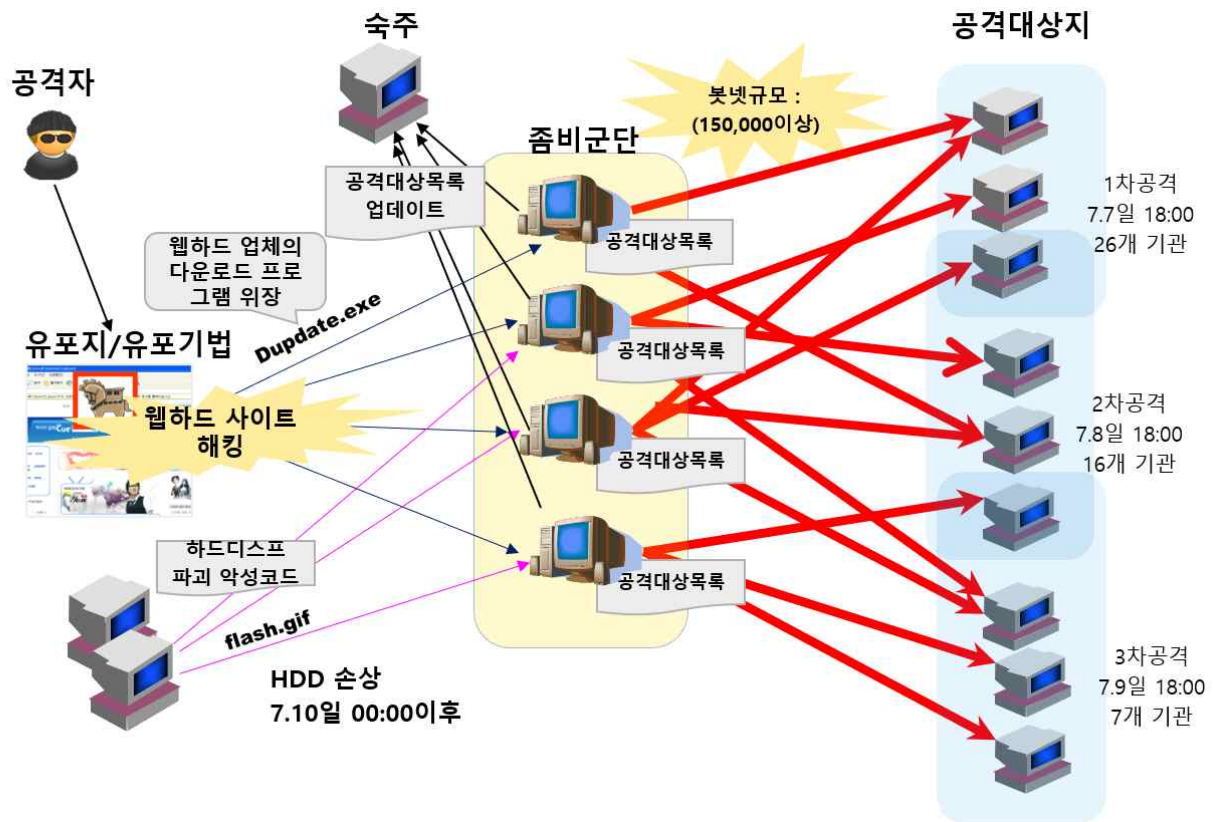 숙주
공격대상지
공격자
봇넷규모 :
(150,000이상)
좀비군단
공격대상목록
업데이트
1차공격
7.7일 18:00
26개 기관
웹하드 업체의
다운로드 프로
그램 위장
공격대상목록
Dupdate.exe
유포지/유포기법
공격대상목록
웹하드 사이트
해킹
2차공격
7.8일 18:00
16개 기관
공격대상목록
하드디스프
파괴 악성코드
공격대상목록
flash.gif
HDD 손상
7.10일 00:00이후
3차공격
7.9일 18:00
7개 기관